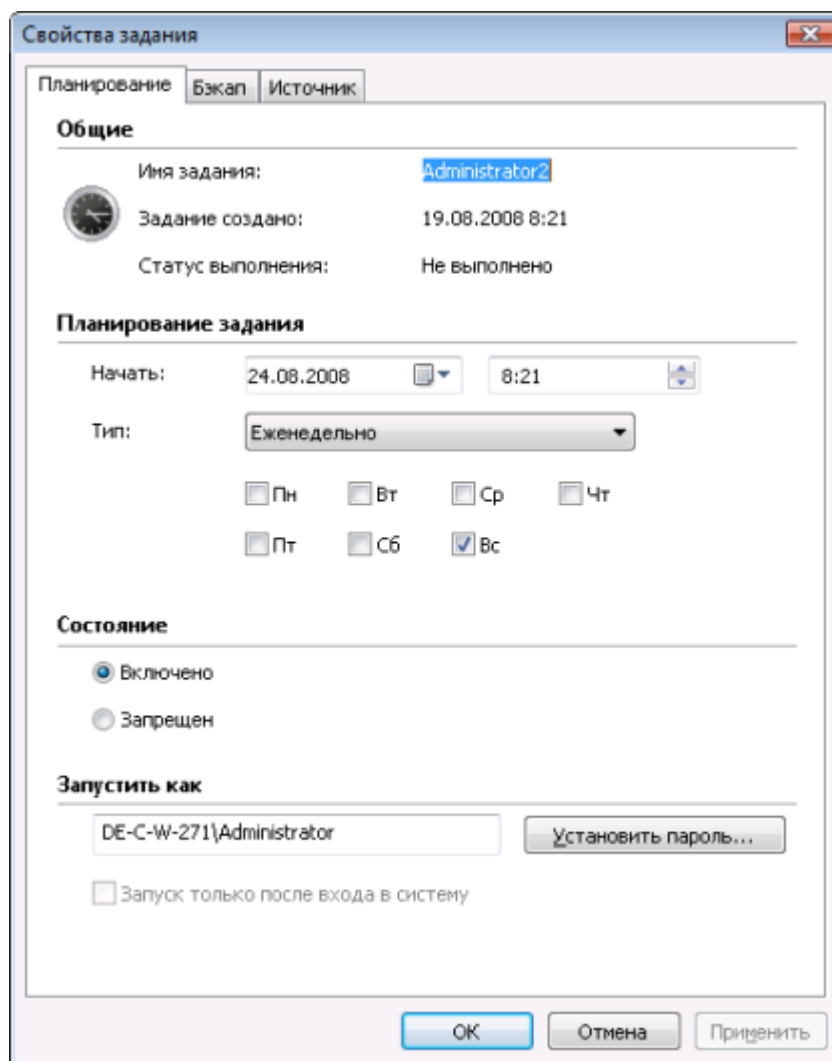 Свойства задания
Планирование Бэкап Источник
Общие
Имя задания: Administrator2
Задание создано: 19.08.2008 8:21
Статус выполнения: Не выполнено
Планирование задания
Начать: 24.08.2008 8:21
Тип: Еженедельно
Пн Вт Ср Чт
Пт Сб Вс
Состояние
Включено
Запрещен
Запустить как
DE-C-W-271\Administrator Установить пароль...
Запуск только после входа в систему
ОК Отмена Применить